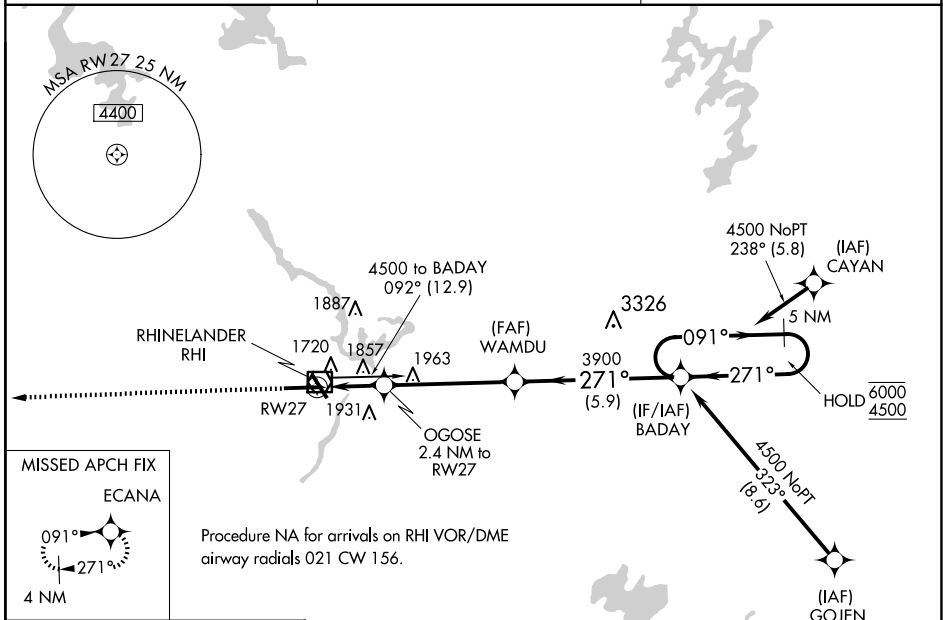 MSA RW27 25 NM
4400
4500 NoPT
238° (5.8)
(IAF)
CAYAN
4500 to BADAY
092° (12.9)
5 NM
1887
3326
RHINELANDER
RHI
(FAF)
WAMDU
091°
1720
1857
1963
3900
271°
(5.9)
271°
HOLD
6000
4500
RW27
1931
(IF/IAF)
BADAY
OGOSE
2.4 NM to
RW27
4500 NoPT
323°
(8.6)
MISSED APCH FIX
ECANA
091°
271°
4 NM
Procedure NA for arrivals on RHI VOR/DME
airway radials 021 CW 156.
(IAF)
GOJEN